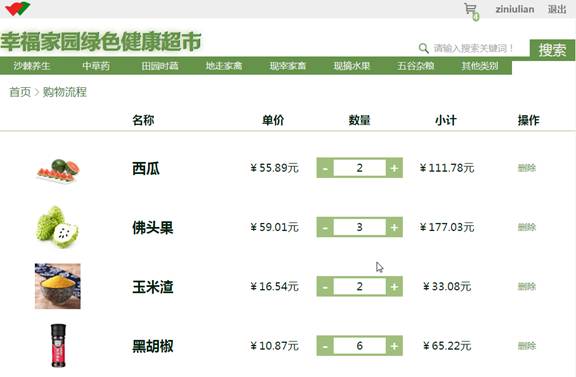 4 ziniulian 退出
幸福家园绿色健康超市
请输入搜索关键词！ 搜索
沙棘养生 中草药 田园时蔬 地走家禽 现宰家畜 现摘水果 五谷杂粮 其他类别
首页 > 购物流程
名称 单价 数量 小计 操作
西瓜 ¥55.89元 - 2 + ¥111.78元 删除
佛头果 ¥59.01元 - 3 + ¥177.03元 删除
玉米渣 ¥16.54元 - 2 + ¥33.08元 删除
黑胡椒 ¥10.87元 - 6 + ¥65.22元 删除